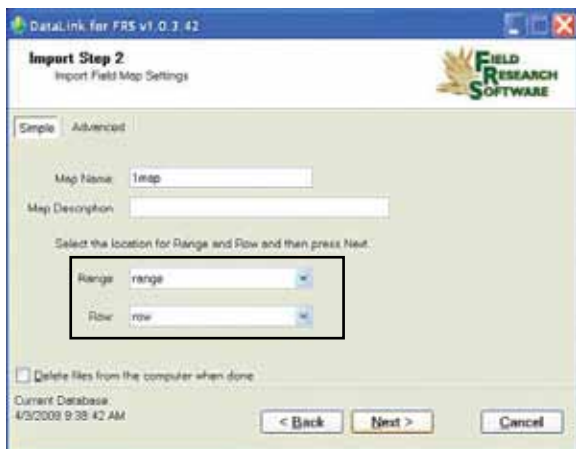 DataLink for FRS v1.0.3.42
Import Step 2
Import Field Map Settings
FIELD
RESEARCH
SOFTWARE
Simple
Advanced
Map Name:
1map
Map Description:
Select the location for Range and Row and then press Next.
Range
range
Row
row
Delete files from the computer when done
Current Database
4/3/2009 9:38:42 AM
< Back
Next >
Cancel